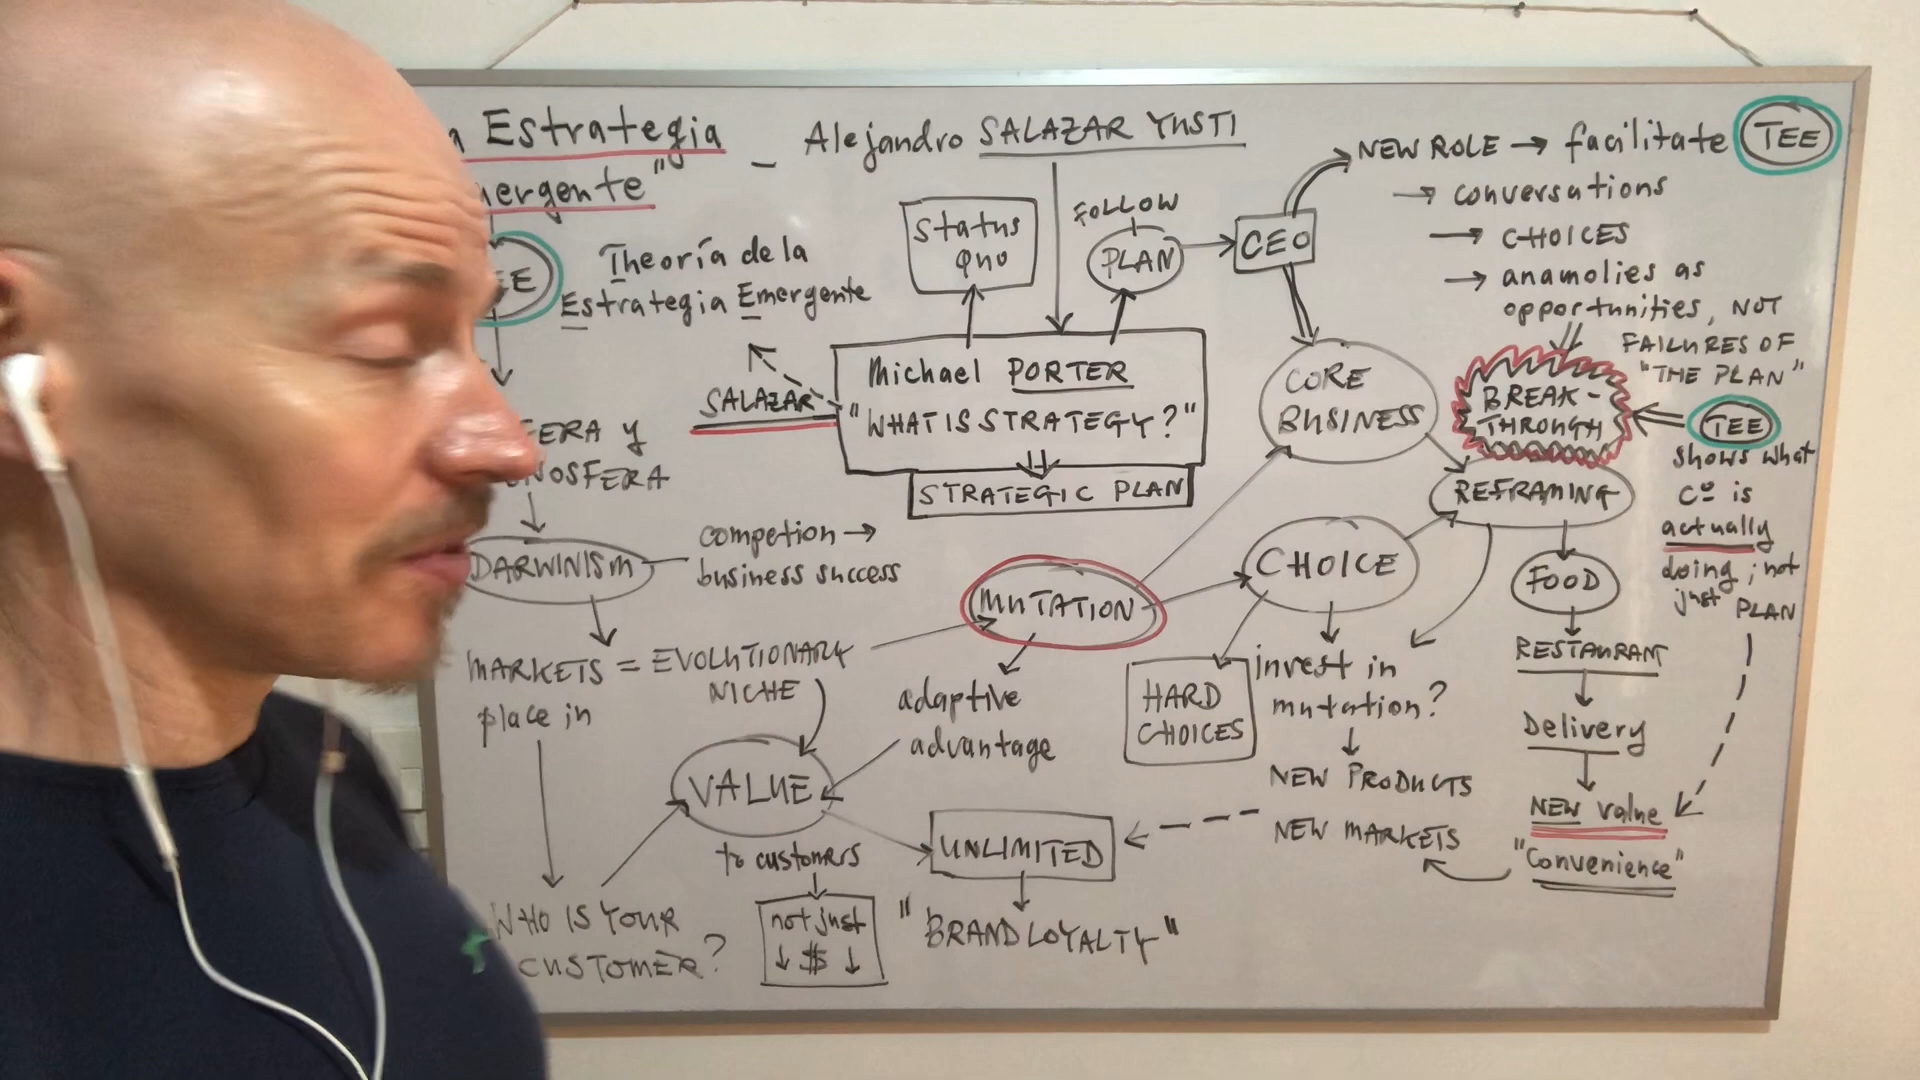 Estrategia
ergente"
– Alejandro SALAZAR YUSTI
Theoría de la
Estrategia Emergente
Status
Quo
FOLLOW
PLAN
CEO
NEW ROLE → facilitate TEE
→ conversations
→ CHOICES
→ anamolies as
opportunities, NOT
FAILURES OF
"THE PLAN"
SALAZAR
Michael PORTER
"WHAT IS STRATEGY?"
STRATEGIC PLAN
CORE
BUSINESS
BREAK-
THROUGH
TEE
shows what
Cº is
actually
doing; not
just PLAN
REFRAMING
FERA y
NOSFERA
DARWINISM
competion →
business success
MUTATION
CHOICE
FOOD
RESTAURANT
Delivery
NEW value
"Convenience"
MARKETS = EVOLUTIONARY
NICHE
place in
adaptive
advantage
HARD
CHOICES
invest in
mutation?
NEW PRODUCTS
NEW MARKETS
VALUE
to customers
UNLIMITED
WHO IS YOUR
CUSTOMER?
not just
↓ $ ↓
"BRAND LOYALTY"